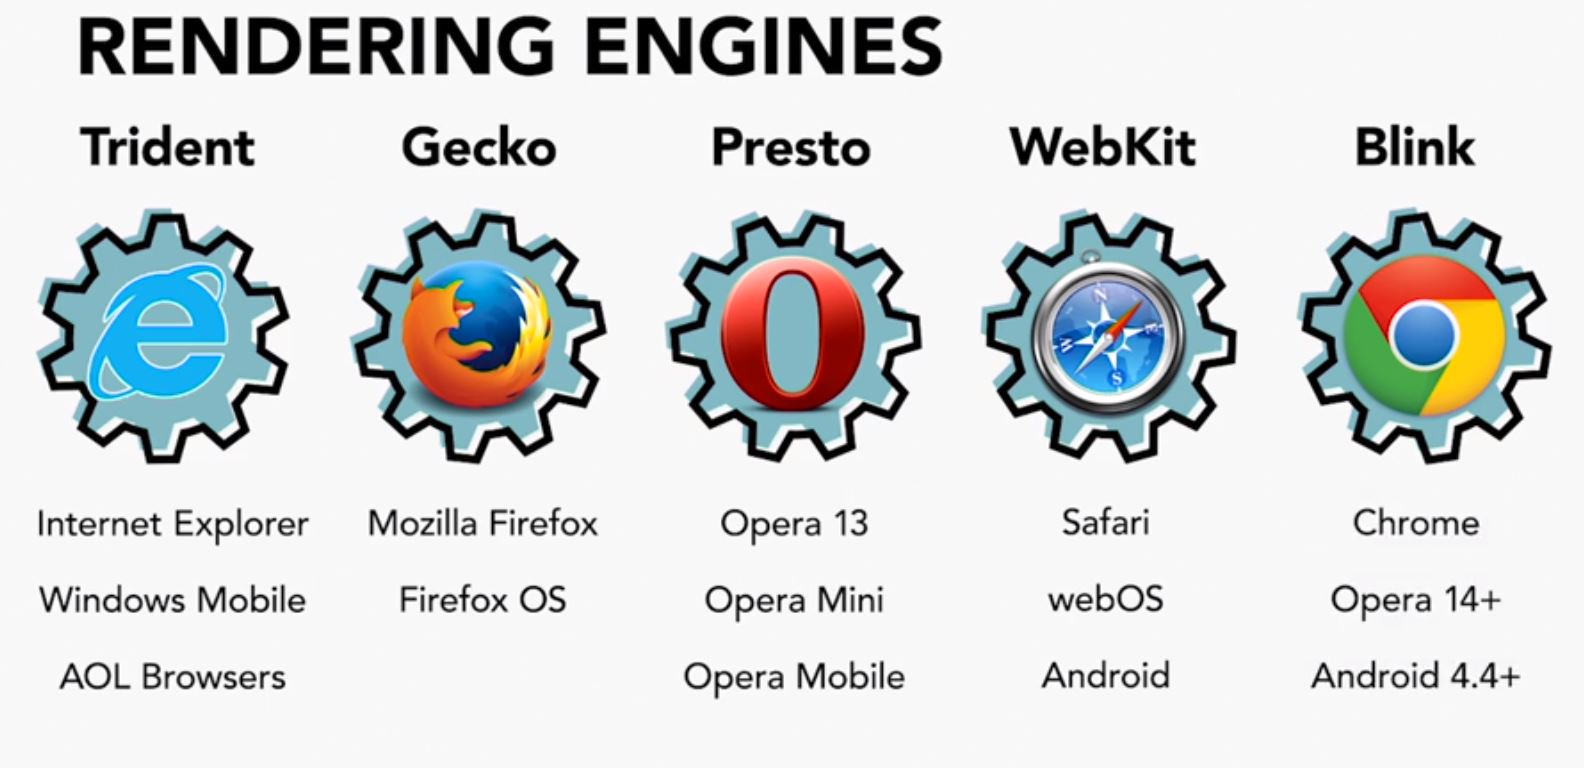 RENDERING ENGINES
Trident Gecko Presto WebKit Blink
N
W E
S
Internet Explorer Mozilla Firefox Opera 13 Safari Chrome
Windows Mobile Firefox OS Opera Mini webOS Opera 14+
AOL Browsers Opera Mobile Android Android 4.4+